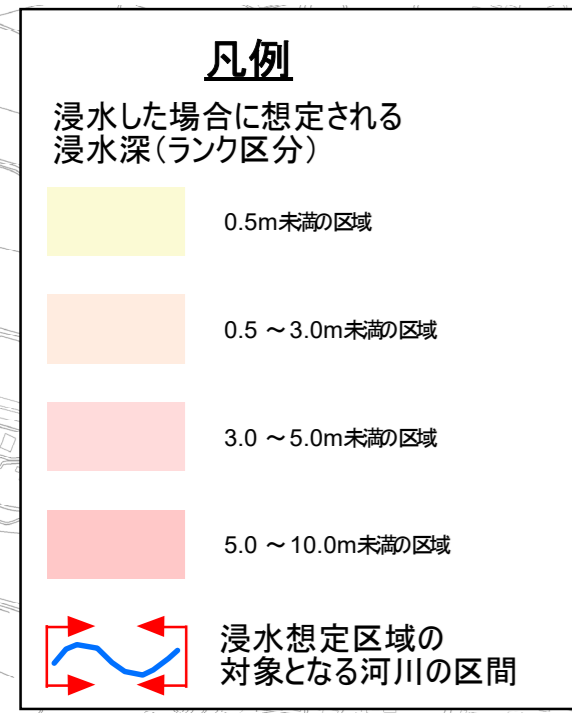 凡例
浸水した場合に想定される
浸水深（ランク区分）
0.5m未満の区域
0.5 ～3.0m未満の区域
3.0 ～5.0m未満の区域
5.0 ～10.0m未満の区域
浸水想定区域の
対象となる河川の区間